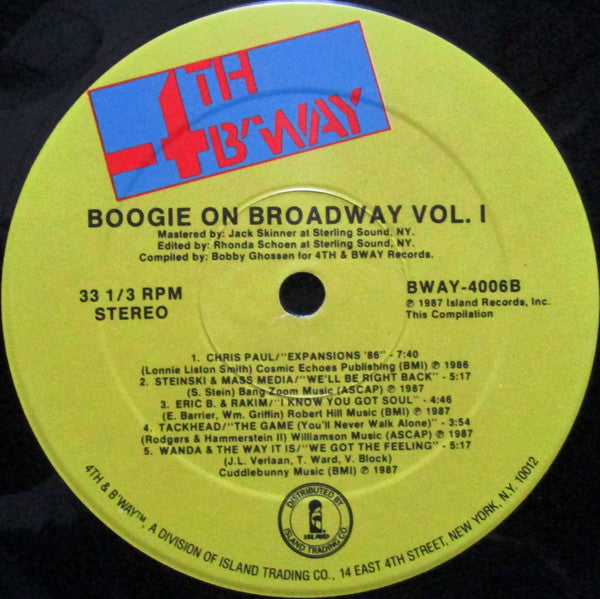 4TH
B'WAY
BOOGIE ON BROADWAY VOL. I
Mastered by: Jack Skinner at Sterling Sound, NY.
Edited by: Rhonda Schoen at Sterling Sound, NY.
Compiled by: Bobby Ghossen for 4TH & BWAY Records.
33 1/3 RPM
STEREO
BWAY-4006B
℗ 1987 Island Records, Inc.
This Compilation
1. CHRIS PAUL/"EXPANSIONS '86" - 7:40
(Lonnie Liston Smith) Cosmic Echoes Publishing (BMI) ℗ 1986
2. STEINSKI & MASS MEDIA/"WE'LL BE RIGHT BACK" - 5:17
(S. Stein) Bang Zoom Music (ASCAP) ℗ 1987
3. ERIC B. & RAKIM/"I KNOW YOU GOT SOUL" - 4:46
(E. Barrier, Wm. Griffin) Robert Hill Music (BMI) ℗ 1987
4. TACKHEAD/"THE GAME (You'll Never Walk Alone) - 3:54
(Rodgers & Hammerstein II) Williamson Music (ASCAP) ℗ 1987
5. WANDA & THE WAY IT IS/"WE GOT THE FEELING" - 5:17
(J.L. Verlaan, T. Ward, V. Block)
Cuddlebunny Music (BMI) ℗ 1987
DISTRIBUTED BY
ISLAND
ISLAND TRADING CO.
4TH & B'WAY™, A DIVISION OF ISLAND TRADING CO., 14 EAST 4TH STREET, NEW YORK, N.Y. 10012